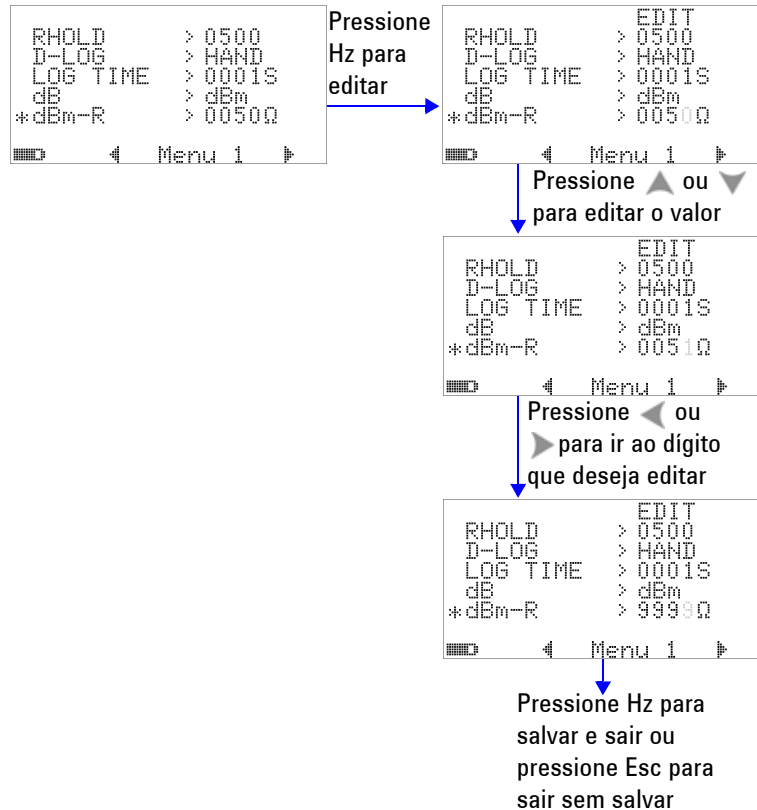 RHOLD > 0500
D-LOG > HAND
LOG TIME > 0001S
dB > dBm
*dBm-R > 0050Ω
Menu 1
Pressione
Hz para
editar
EDIT
RHOLD > 0500
D-LOG > HAND
LOG TIME > 0001S
dB > dBm
*dBm-R > 0050Ω
Menu 1
Pressione ou
para editar o valor
EDIT
RHOLD > 0500
D-LOG > HAND
LOG TIME > 0001S
dB > dBm
*dBm-R > 0051Ω
Menu 1
Pressione ou
para ir ao dígito
que deseja editar
EDIT
RHOLD > 0500
D-LOG > HAND
LOG TIME > 0001S
dB > dBm
*dBm-R > 9999Ω
Menu 1
Pressione Hz para
salvar e sair ou
pressione Esc para
sair sem salvar